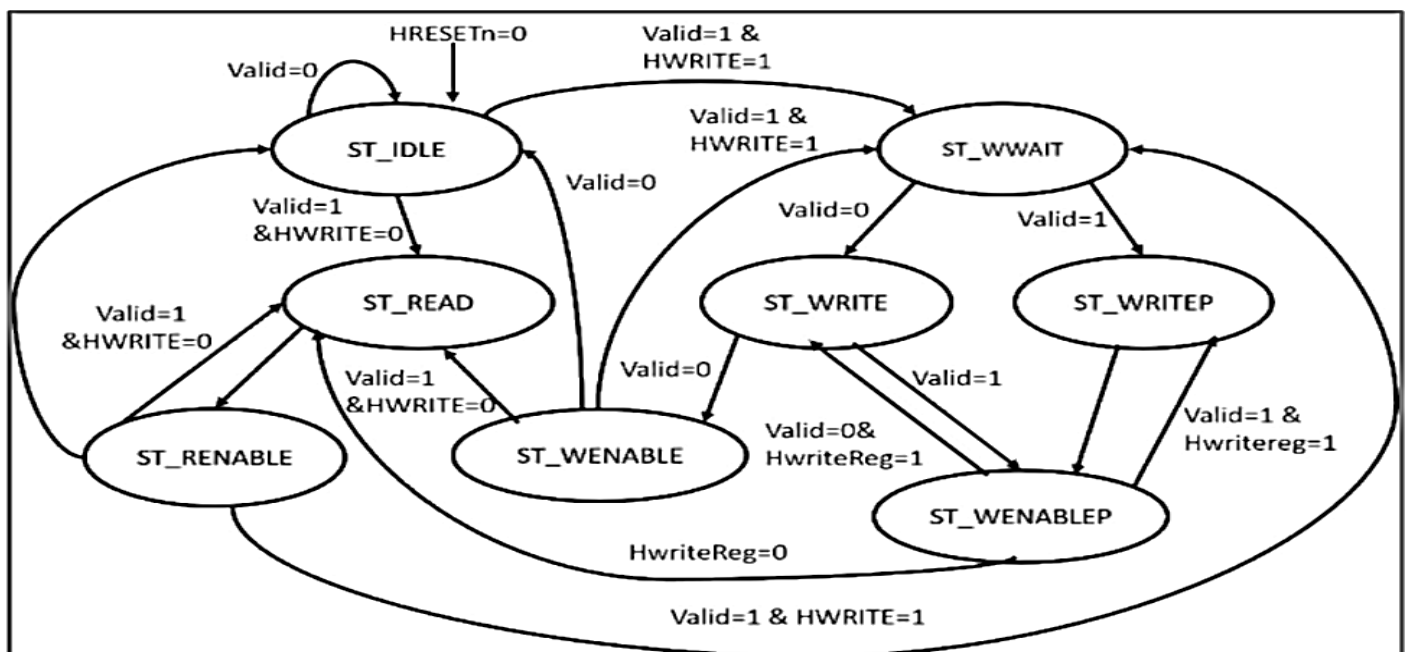 HRESETn=0
Valid=1 &
HWRITE=1
Valid=0
Valid=1 &
HWRITE=1
ST_IDLE
ST_WWAIT
Valid=0
Valid=1
&HWRITE=0
Valid=0
Valid=1
ST_READ
ST_WRITE
ST_WRITEP
Valid=1
&HWRITE=0
Valid=1
&HWRITE=0
Valid=0
Valid=1
Valid=0&
HwriteReg=1
Valid=1 &
Hwritereg=1
ST_RENABLE
ST_WENABLE
ST_WENABLEP
HwriteReg=0
Valid=1 & HWRITE=1